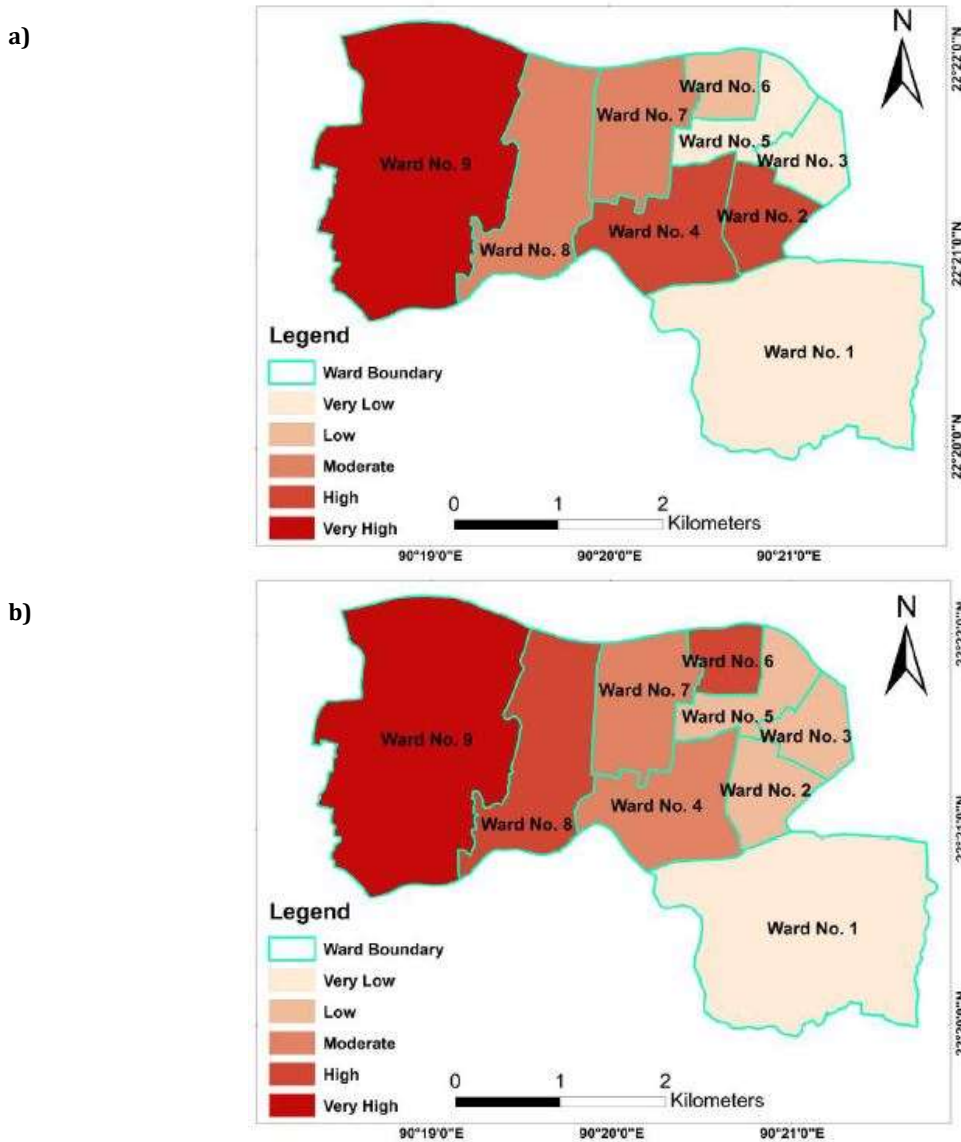 a)
N
Ward No. 6
Ward No. 7
Ward No. 5
Ward No. 3
Ward No. 9
Ward No. 2
Ward No. 4
Ward No. 8
Ward No. 1
Legend
Ward Boundary
Very Low
Low
Moderate
High
Very High
0 1 2
Kilometers
22°22'0"N
22°21'0"N
22°20'0"N
90°19'0"E 90°20'0"E 90°21'0"E
b)
N
Ward No. 6
Ward No. 7
Ward No. 5
Ward No. 3
Ward No. 9
Ward No. 2
Ward No. 4
Ward No. 8
Ward No. 1
Legend
Ward Boundary
Very Low
Low
Moderate
High
Very High
0 1 2
Kilometers
90°19'0"E 90°20'0"E 90°21'0"E